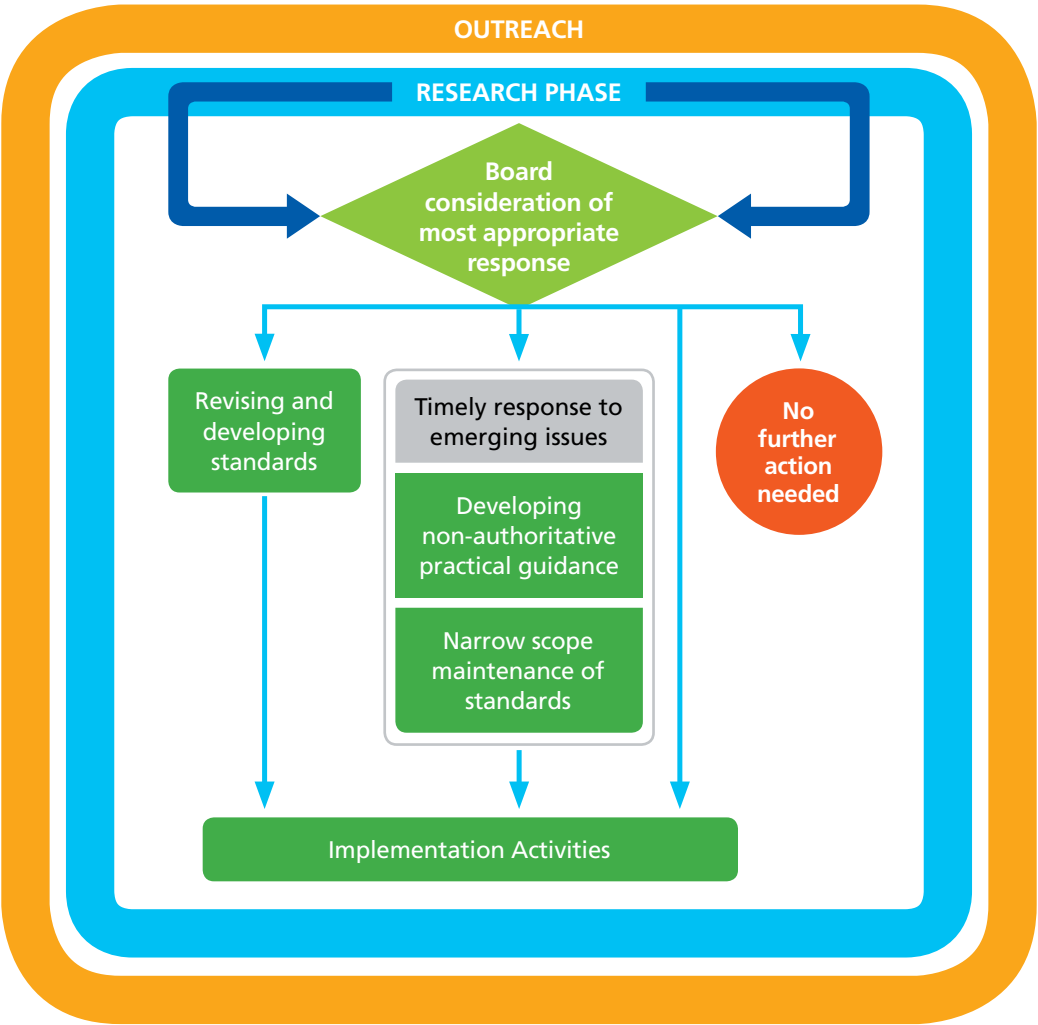 OUTREACH
RESEARCH PHASE
Board
consideration of
most appropriate
response
Revising and
developing
standards
Timely response to
emerging issues
Developing
non-authoritative
practical guidance
Narrow scope
maintenance of
standards
No
further
action
needed
Implementation Activities